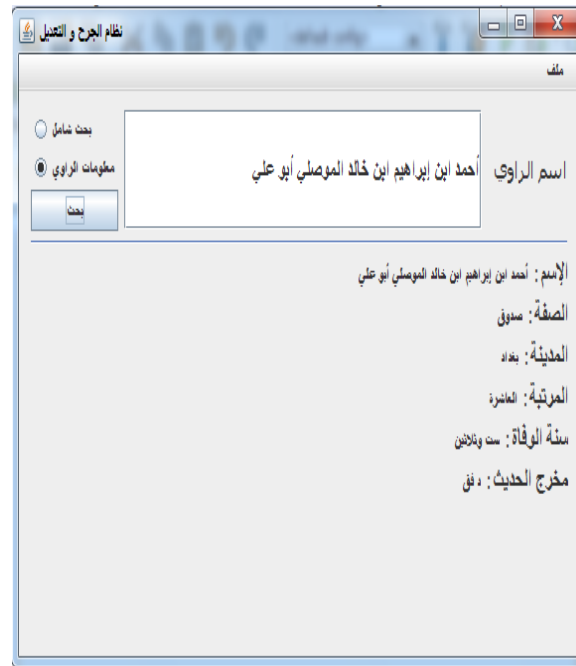 نظام الجرح و التعديل
ملف
اسم الراوي
أحمد ابن إبراهيم ابن خالد الموصلي أبو علي
بحث شامل
معلومات الراوي
بحث
الإسم : أحمد ابن إبراهيم ابن خالد الموصلي أبو علي
الصفة : صدوق
المدينة : بغداد
المرتبة : العاشرة
سنة الوفاة : ست وثلاثين
مخرج الحديث : د فق